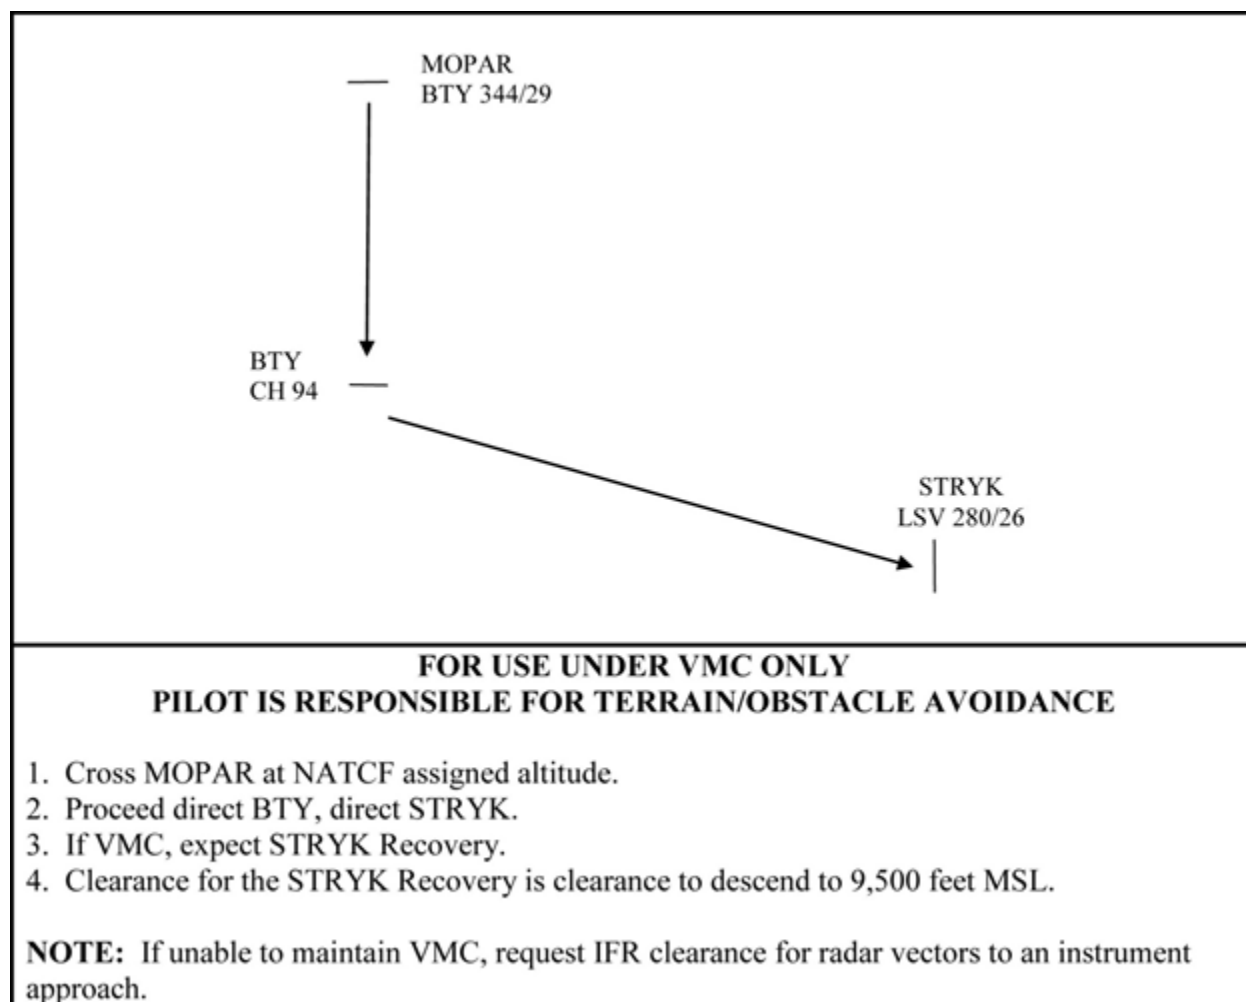 MOPAR
BTY 344/29
BTY
CH 94
STRYK
LSV 280/26
FOR USE UNDER VMC ONLY
PILOT IS RESPONSIBLE FOR TERRAIN/OBSTACLE AVOIDANCE
1. Cross MOPAR at NATCF assigned altitude.
2. Proceed direct BTY, direct STRYK.
3. If VMC, expect STRYK Recovery.
4. Clearance for the STRYK Recovery is clearance to descend to 9,500 feet MSL.
NOTE: If unable to maintain VMC, request IFR clearance for radar vectors to an instrument
approach.